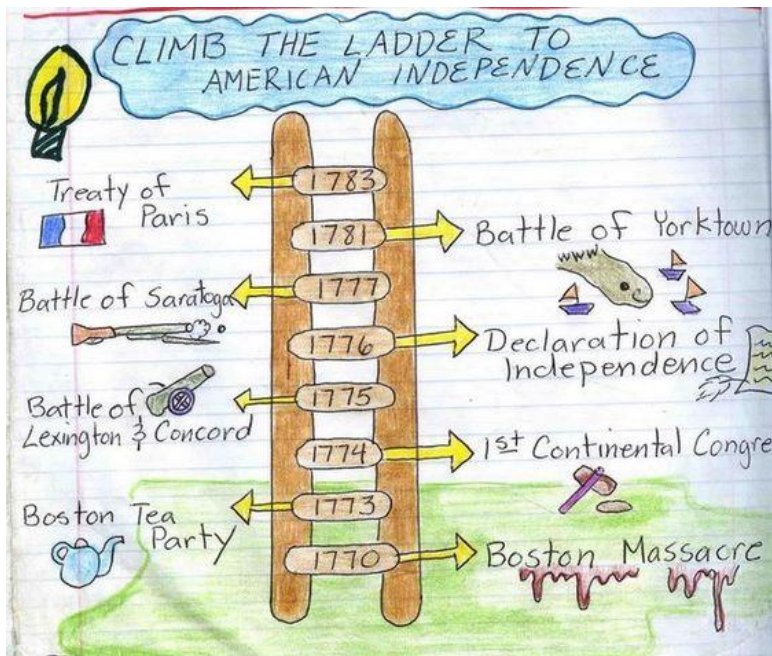 CLIMB THE LADDER TO
AMERICAN INDEPENDENCE
1783
Treaty of
Paris
1781
Battle of Yorktown
1777
Battle of Saratoga
1776
Declaration of
Independence
1775
Battle of
Lexington & Concord
1774
1st Continental Congre
1773
Boston Tea
Party
1770
Boston Massacre